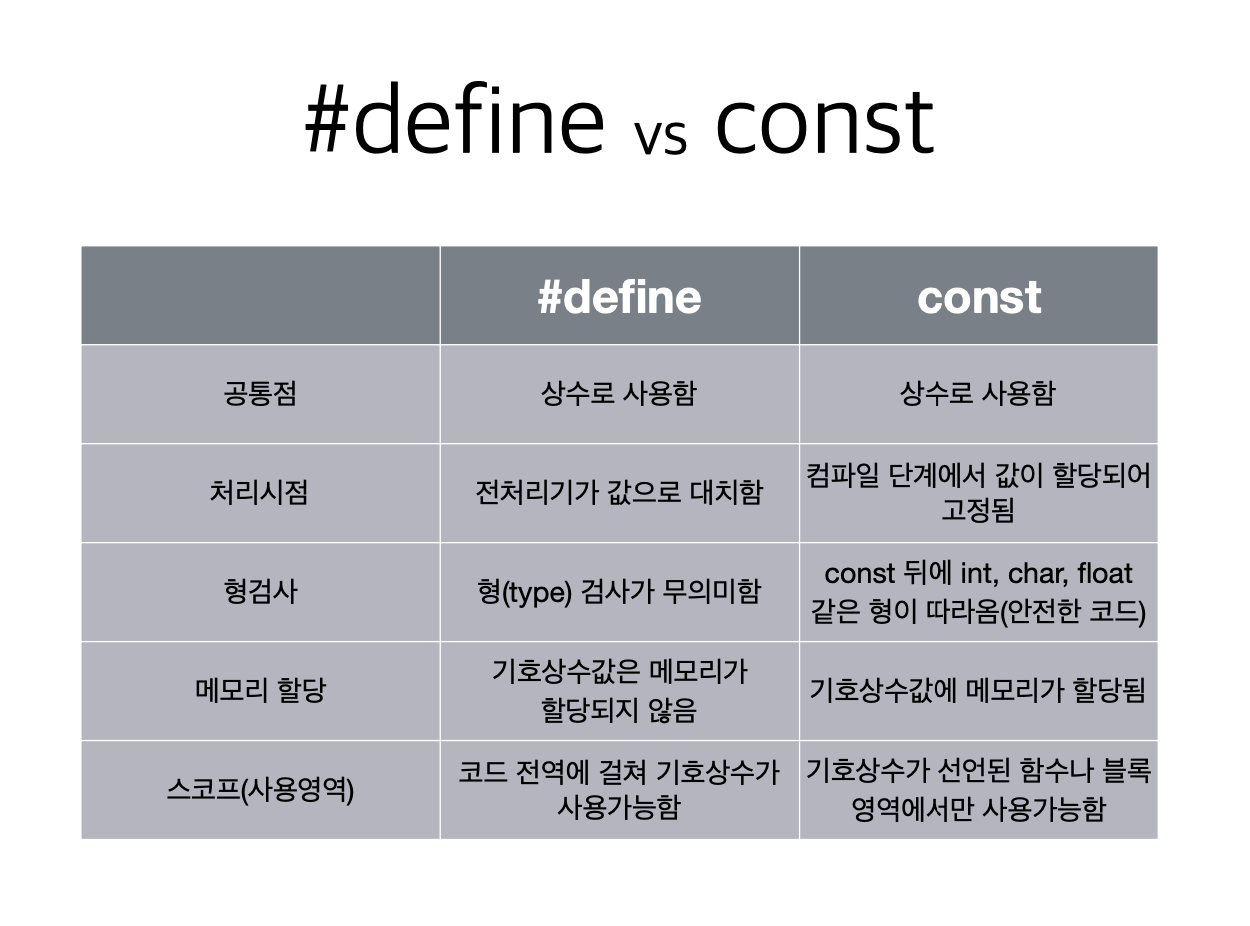 #define vs const
#define const
공통점 상수로 사용함 상수로 사용함
처리시점 전처리기가 값으로 대치함 컴파일 단계에서 값이 할당되어
고정됨
형검사 형(type) 검사가 무의미함 const 뒤에 int, char, float
같은 형이 따라옴(안전한 코드)
메모리 할당 기호상수값은 메모리가
할당되지 않음 기호상수값에 메모리가 할당됨
스코프(사용영역) 코드 전역에 걸쳐 기호상수가
사용가능함 기호상수가 선언된 함수나 블록
영역에서만 사용가능함